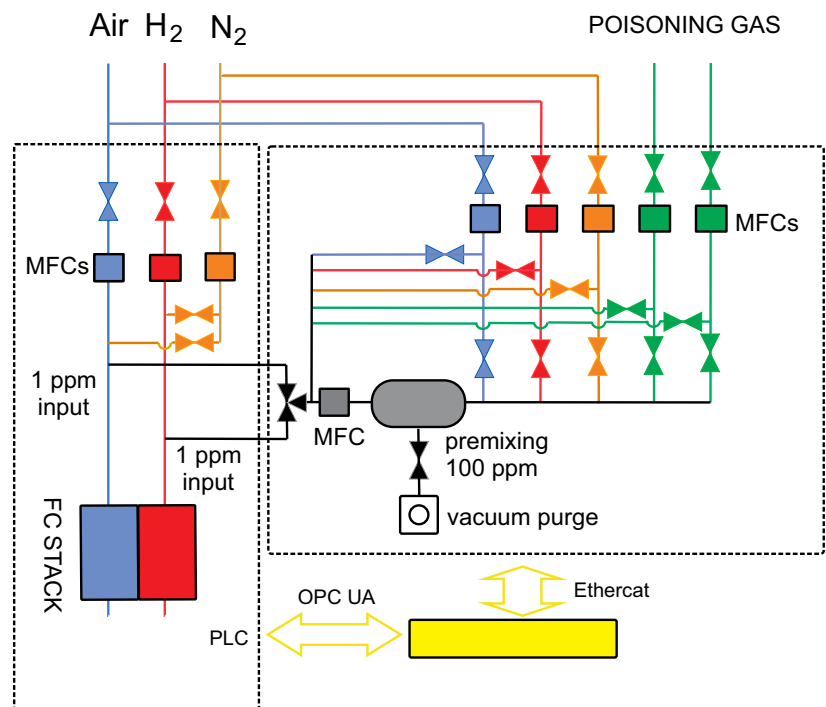 Air H2 N2
POISONING GAS
MFCs
MFCs
1 ppm
input
MFC
premixing
100 ppm
1 ppm
input
vacuum purge
FC STACK
OPC UA
Ethercat
PLC